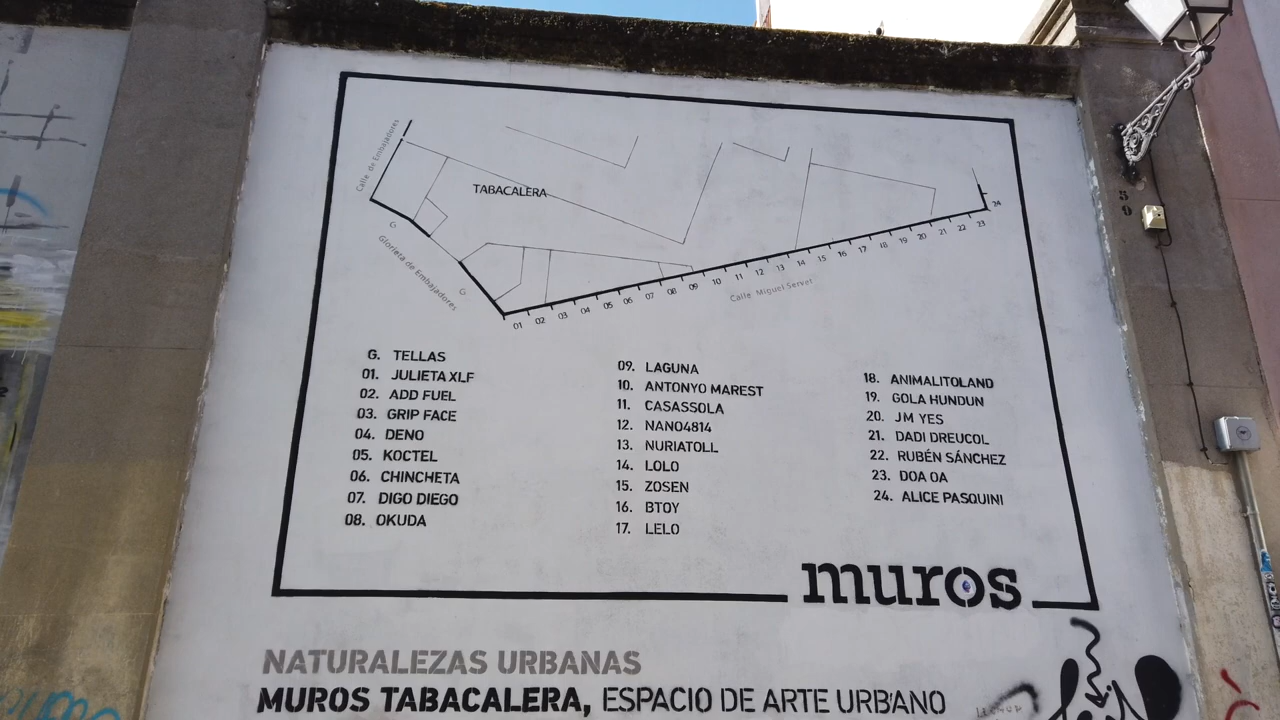 Calle de Embajadores
TABACALERA
G
Glorieta de Embajadores
G
01 02 03 04 05 06 07 08 09 10 11 12 13 14 15 16 17 18 19 20 21 22 23
24
Calle Miguel Servet
G. TELLAS
01. JULIETA XLF
02. ADD FUEL
03. GRIP FACE
04. DENO
05. KOCTEL
06. CHINCHETA
07. DIGO DIEGO
08. OKUDA
09. LAGUNA
10. ANTONYO MAREST
11. CASASSOLA
12. NANO4814
13. NURIATOLL
14. LOLO
15. ZOSEN
16. BTOY
17. LELO
18. ANIMALITOLAND
19. GOLA HUNDUN
20. JM YES
21. DADI DREUCOL
22. RUBÉN SÁNCHEZ
23. DOA OA
24. ALICE PASQUINI
muros
NATURALEZAS URBANAS
MUROS TABACALERA, ESPACIO DE ARTE URBANO